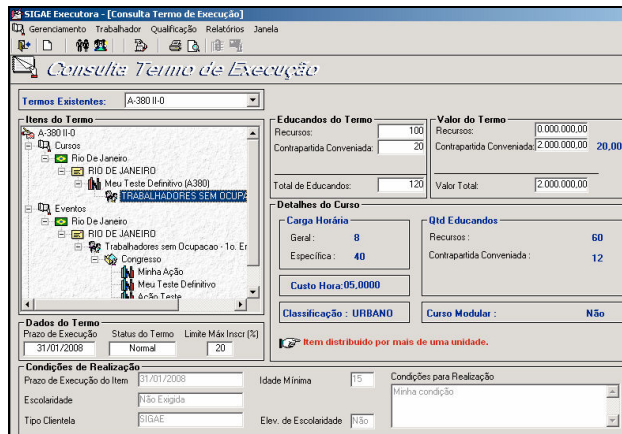 SIGAE Executora - [Consulta Termo de Execução]
Gerenciamento Trabalhador Qualificação Relatórios Janela
Consulta Termo de Execução
Termos Existentes: A-380 II-0
Itens do Termo
A-380 II-0
Cursos
Rio De Janeiro
RIO DE JANEIRO
Meu Teste Definitivo (A380)
TRABALHADORES SEM OCUPA
Eventos
Rio De Janeiro
RIO DE JANEIRO
Trabalhadores sem Ocupacao - 1o. Er
Congresso
Minha Ação
Meu Teste Definitivo
Ação Teste
Educandos do Termo
Recursos: 100
Contrapartida Conveniada: 20
Total de Educandos: 120
Valor do Termo
Recursos: 0.000.000,00
Contrapartida Conveniada: 2.000.000,00 20,00
Valor Total: 2.000.000,00
Detalhes do Curso
Carga Horária
Geral : 8
Específica : 40
Qtd Educandos
Recursos : 60
Contrapartida Conveniada : 12
Custo Hora:05,0000
Classificação : URBANO
Curso Modular : Não
Item distribuído por mais de uma unidade.
Dados do Termo
Prazo de Execução Status do Termo Limite Máx Inscr (%)
31/01/2008 Normal 20
Condições de Realização
Prazo de Execução do Item 31/01/2008
Idade Mínima 15
Condições para Realização
Minha condição
Escolaridade Não Exigida
Tipo Clientela SIGAE
Elev. de Escolaridade Não